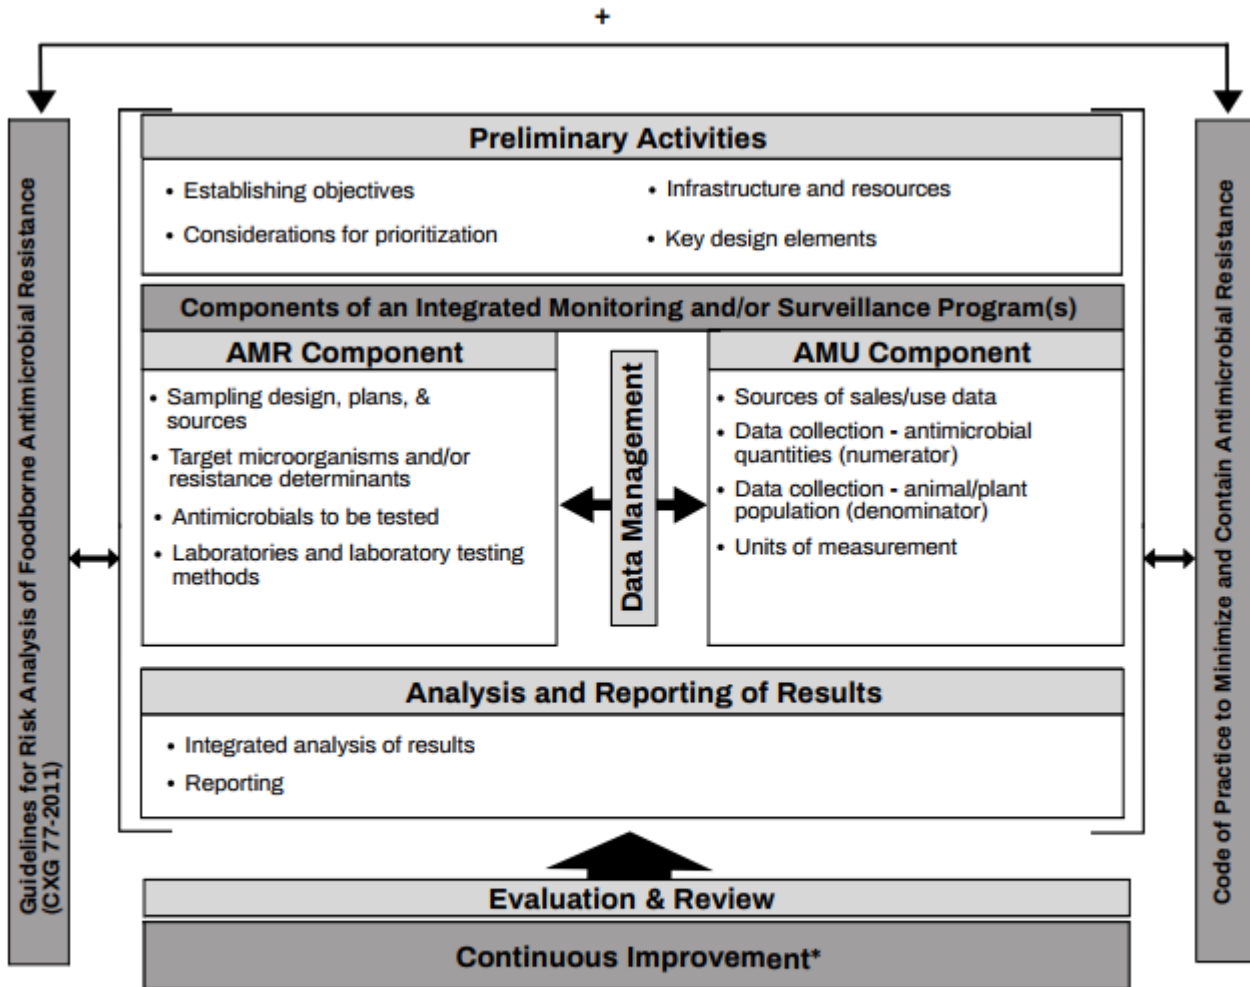 +
Guidelines for Risk Analysis of Foodborne Antimicrobial Resistance
(CXG 77-2011)
Preliminary Activities
• Establishing objectives
• Considerations for prioritization
• Infrastructure and resources
• Key design elements
Components of an Integrated Monitoring and/or Surveillance Program(s)
AMR Component
• Sampling design, plans, &
sources
• Target microorganisms and/or
resistance determinants
• Antimicrobials to be tested
• Laboratories and laboratory testing
methods
Data Management
AMU Component
• Sources of sales/use data
• Data collection - antimicrobial
quantities (numerator)
• Data collection - animal/plant
population (denominator)
• Units of measurement
Analysis and Reporting of Results
• Integrated analysis of results
• Reporting
Evaluation & Review
Continuous Improvement*
Code of Practice to Minimize and Contain Antimicrobial Resistance